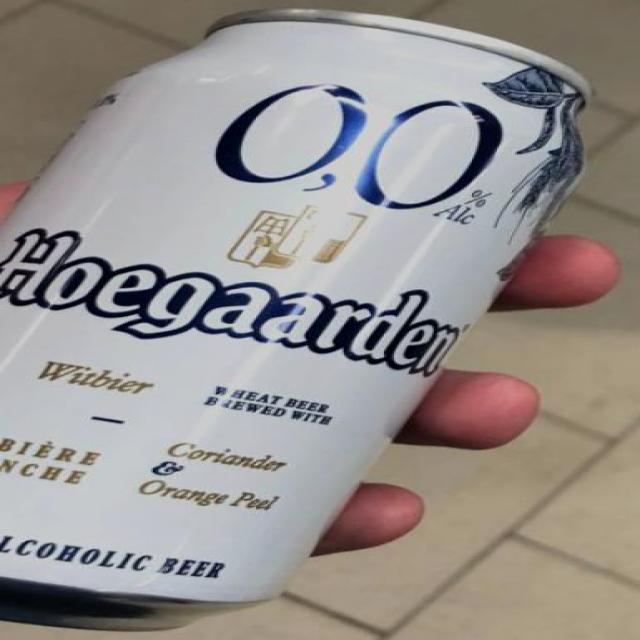 0,0
% Alc
Hoegaarden
Witbier
WHEAT BEER
BREWED WITH
BIÈRE
NCHE
Coriander
&
Orange Peel
LCOHOLIC BEER